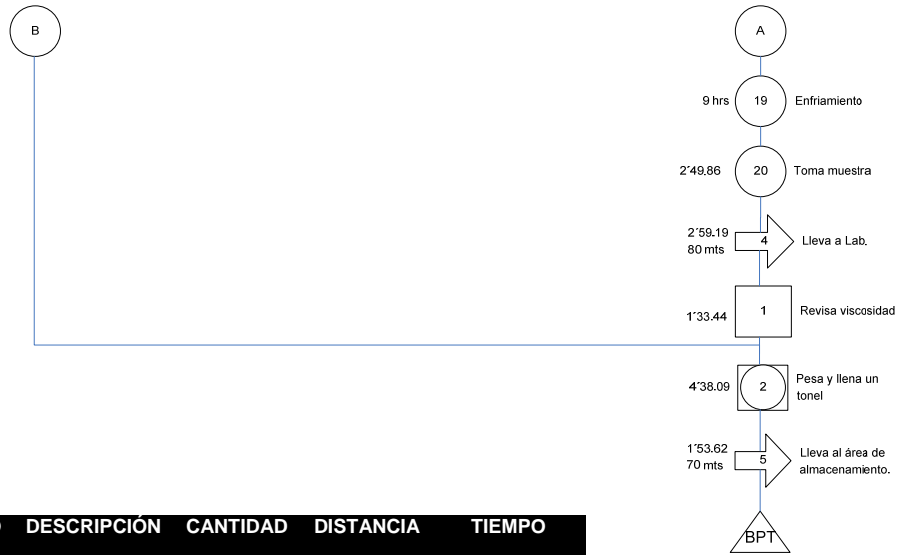 B
A
9 hrs
19
Enfriamiento
2´49.86
20
Toma muestra
2´59.19
80 mts
4
Lleva a Lab.
1´33.44
1
Revisa viscosidad
4´38.09
2
Pesa y llena un
tonel
1´53.62
70 mts
5
Lleva al área de
almacenamiento.
BPT
DESCRIPCIÓN CANTIDAD DISTANCIA TIEMPO